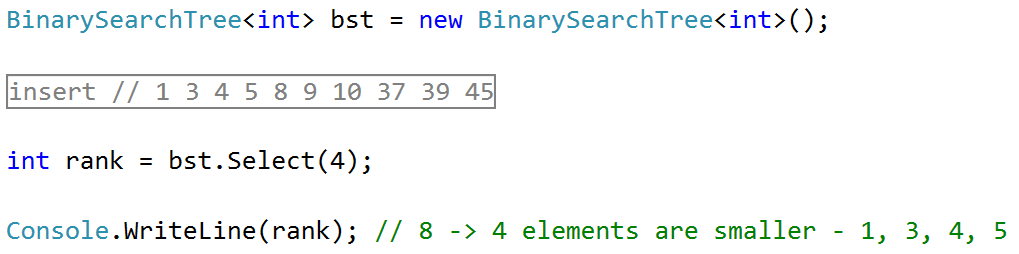 BinarySearchTree<int> bst = new BinarySearchTree<int>();
insert // 1 3 4 5 8 9 10 37 39 45
int rank = bst.Select(4);
Console.WriteLine(rank); // 8 -> 4 elements are smaller - 1, 3, 4, 5